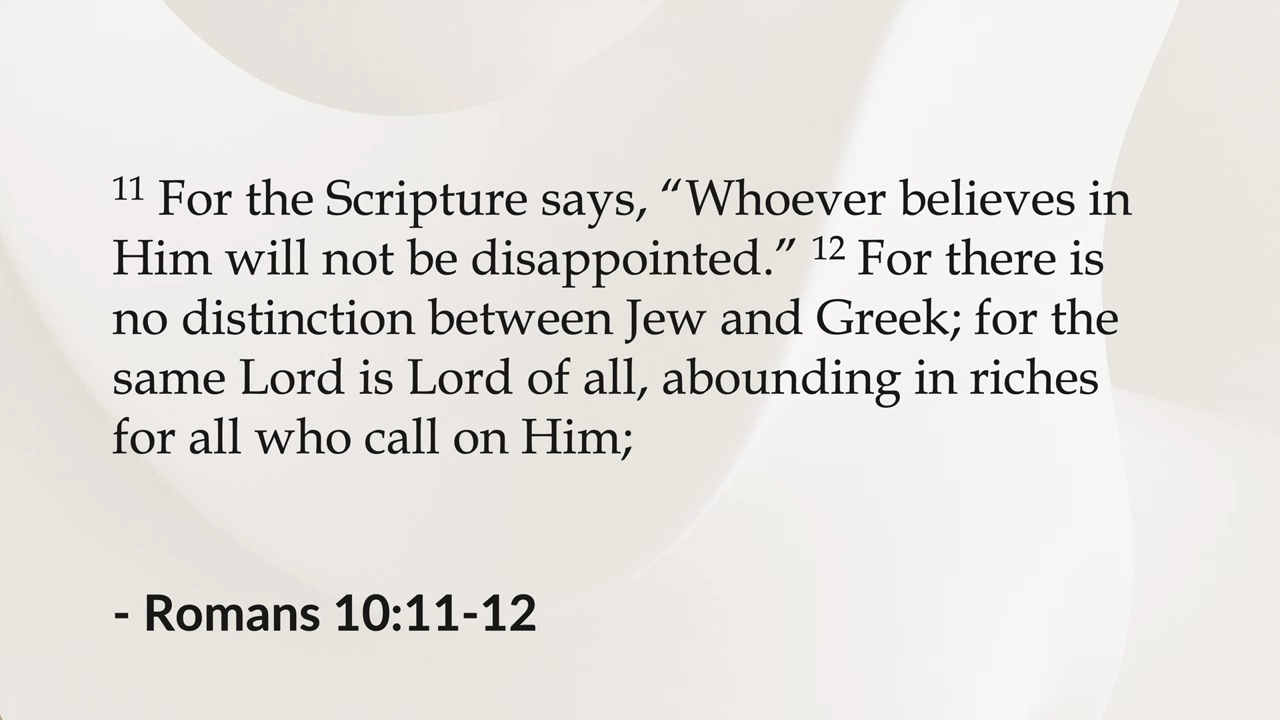 11 For the Scripture says, “Whoever believes in
Him will not be disappointed.” 12 For there is
no distinction between Jew and Greek; for the
same Lord is Lord of all, abounding in riches
for all who call on Him;
- Romans 10:11-12